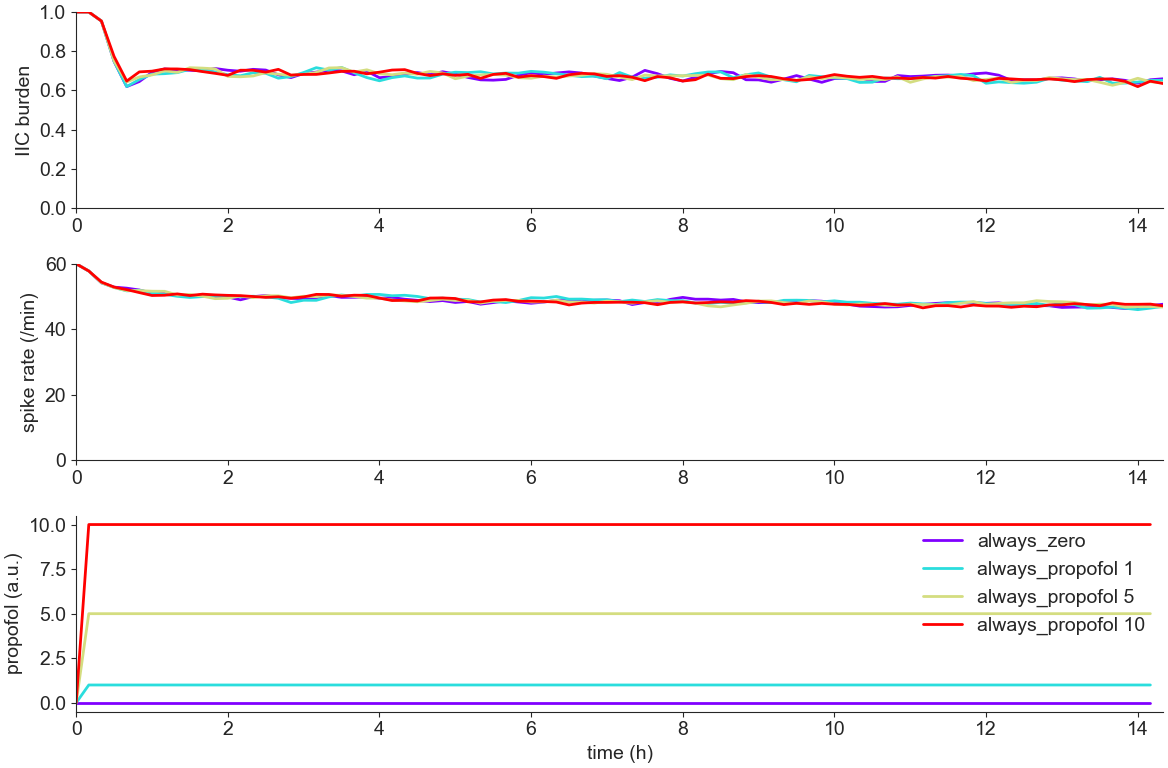 IIC burden
1.0
0.8
0.6
0.4
0.2
0.0
0 2 4 6 8 10 12 14
spike rate (/min)
60
40
20
0
0 2 4 6 8 10 12 14
propofol (a.u.)
10.0
7.5
5.0
2.5
0.0
always_zero
always_propofol 1
always_propofol 5
always_propofol 10
0 2 4 6 8 10 12 14
time (h)